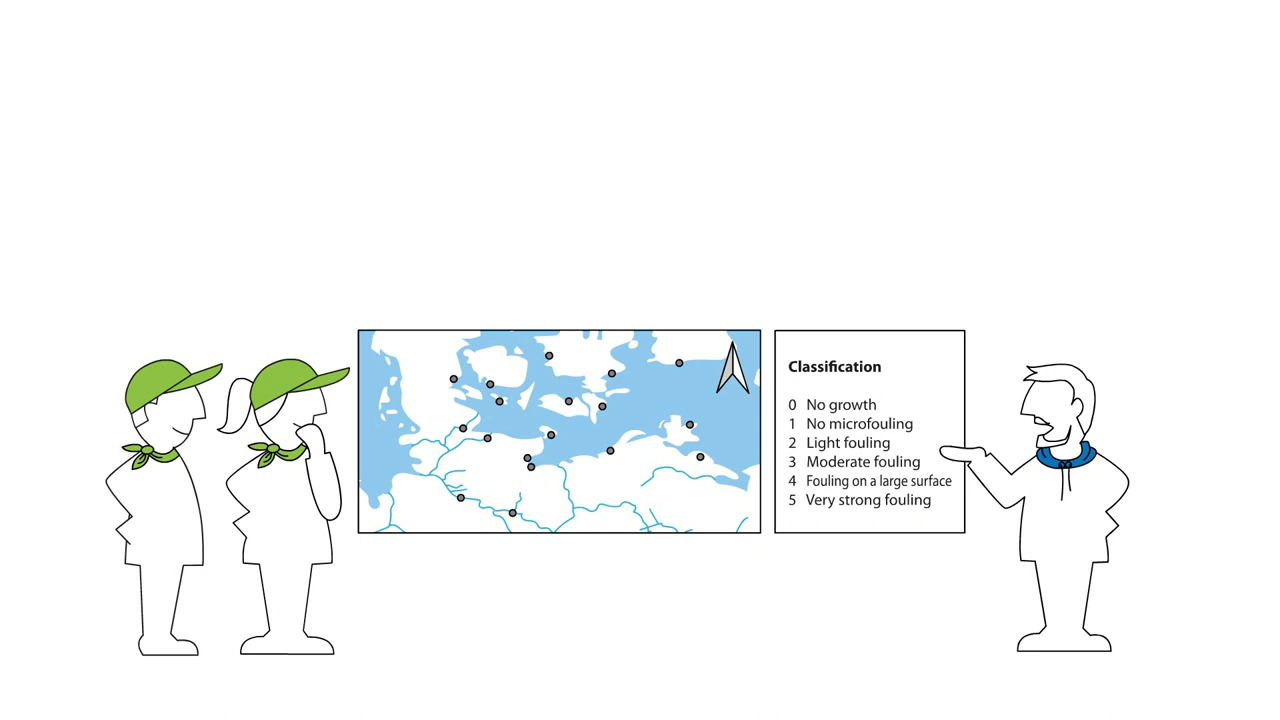 Classification
0 No growth
1 No microfouling
2 Light fouling
3 Moderate fouling
4 Fouling on a large surface
5 Very strong fouling